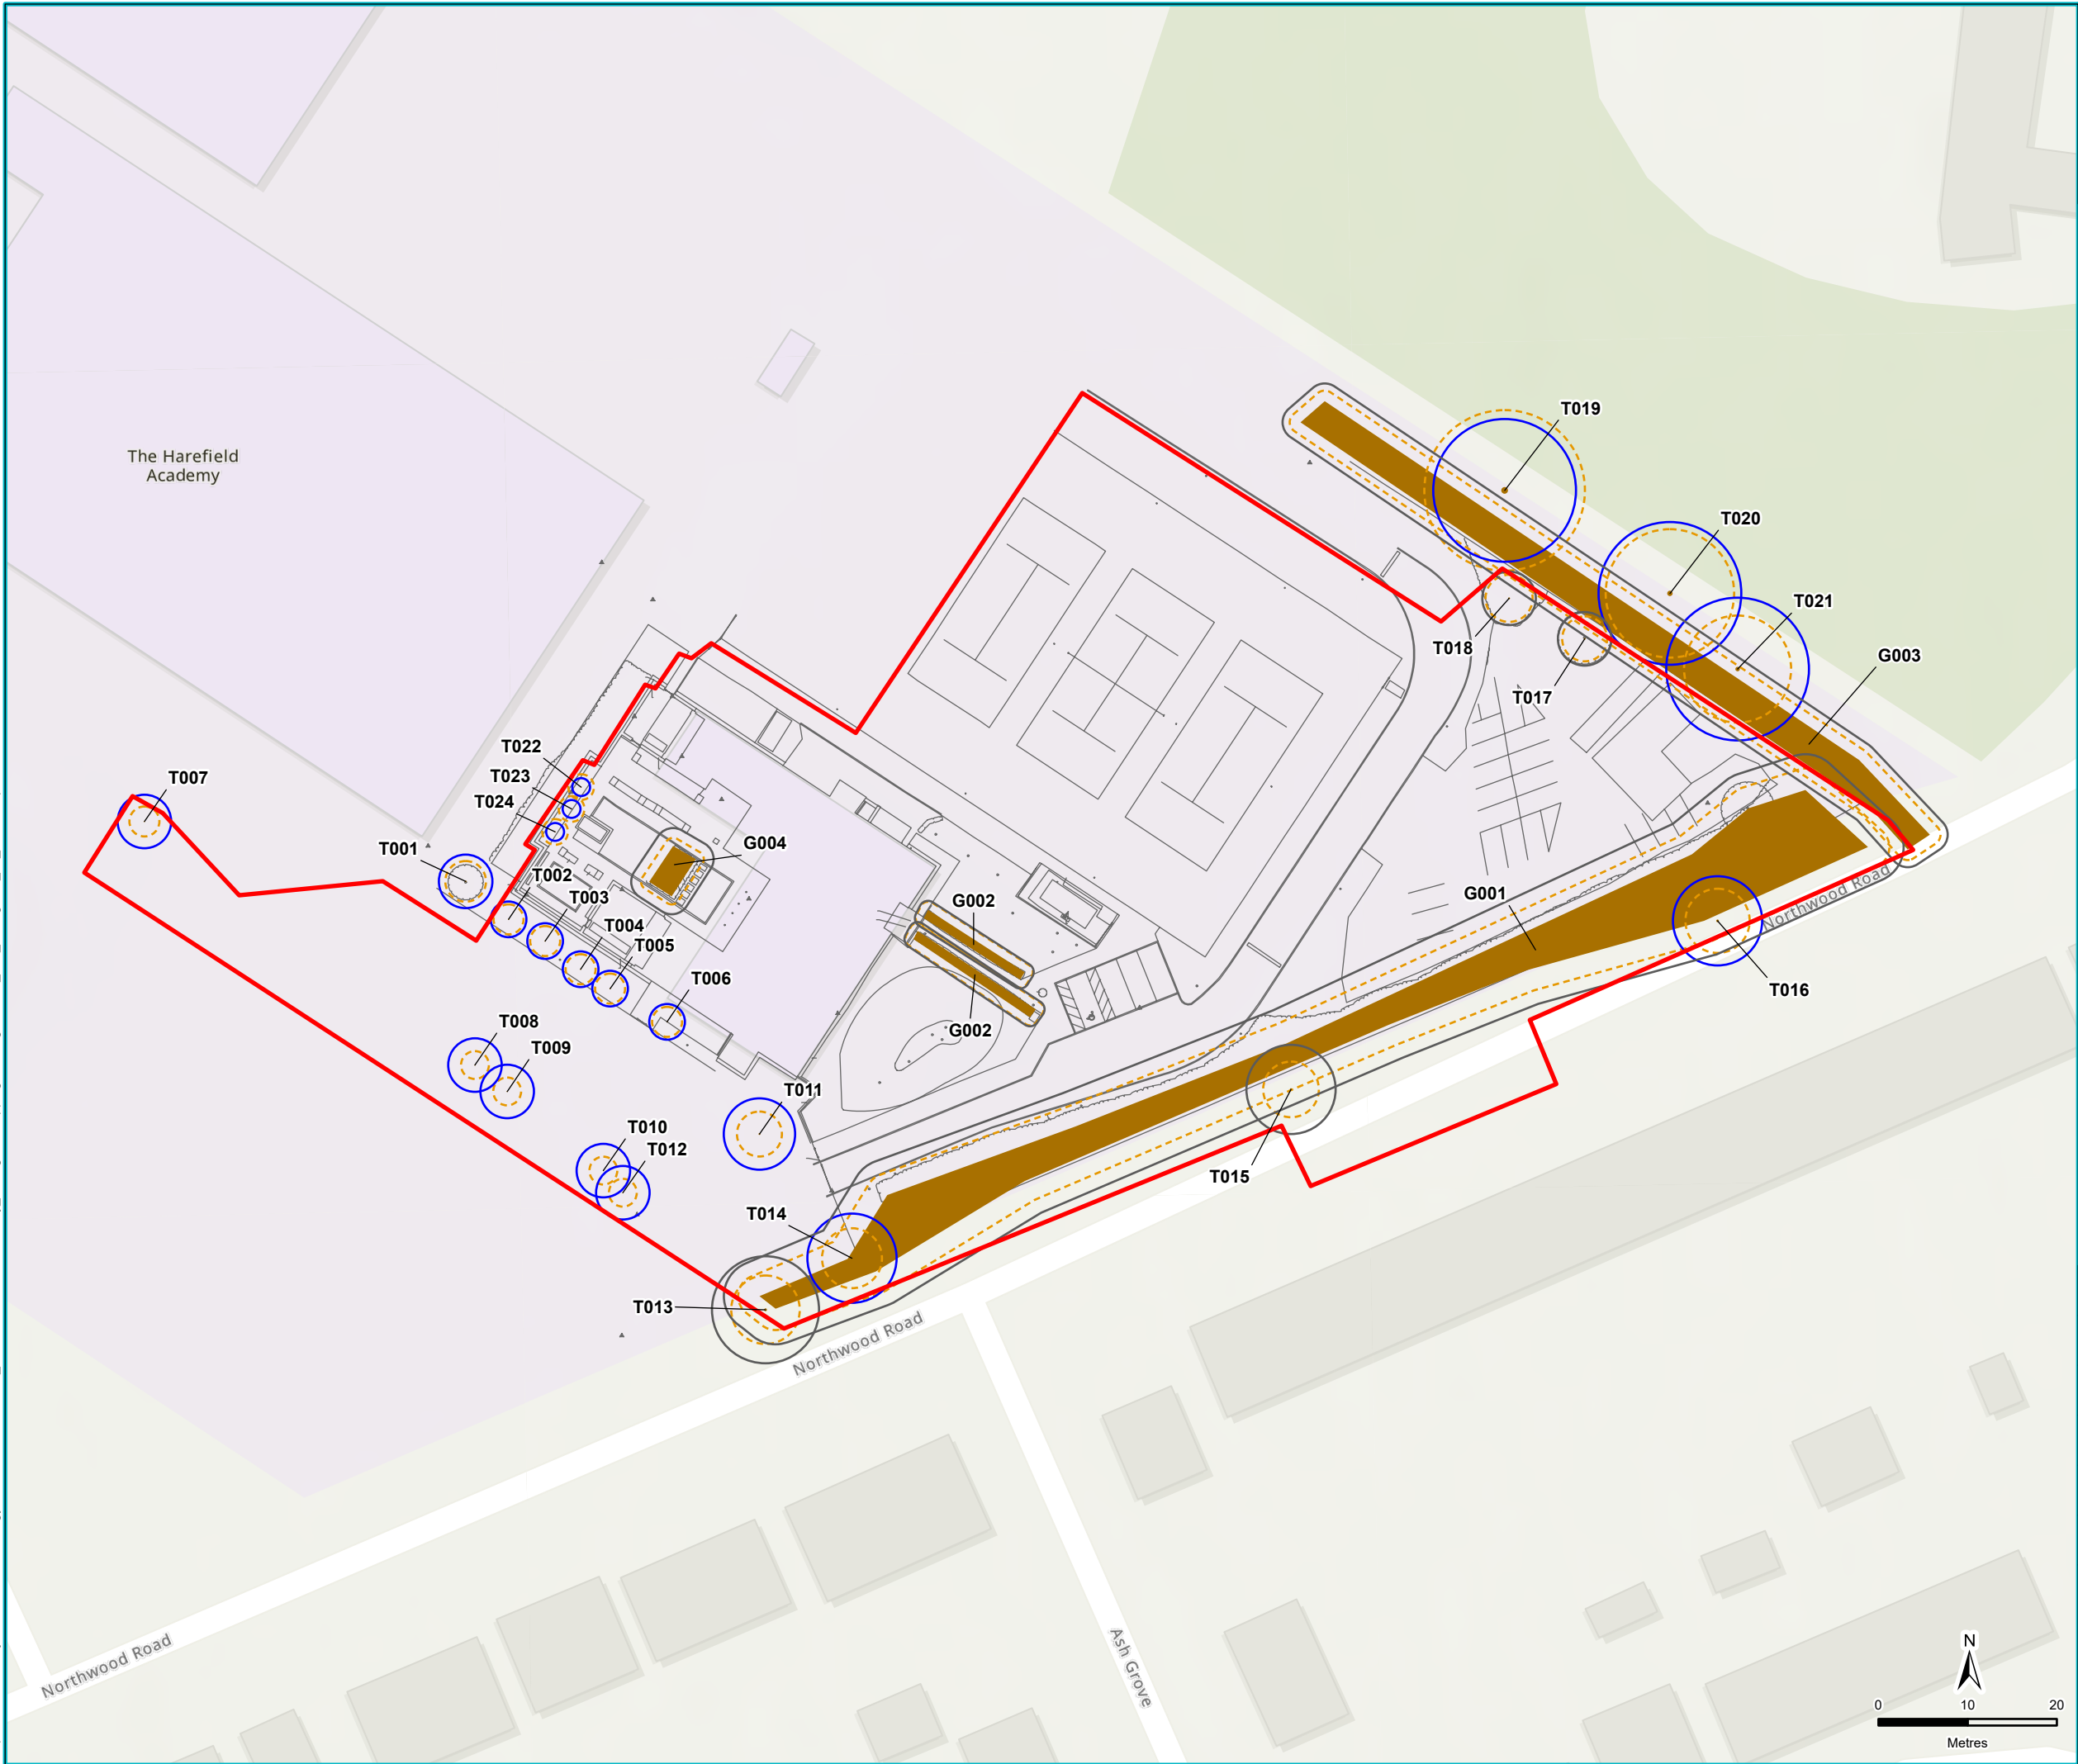 T019
The Harefield
Academy
T020
T021
T018
G003
T017
T022
T023
T007
T024
G004
T001
T002
T003
G002
G001
T004
T005
T006
T016
T008
G002
T009
T011
T010
T012
T015
T014
T013
Northwood Road
Northwood Road
Northwood Road
Ash Grove
N
0 10 20
Metres